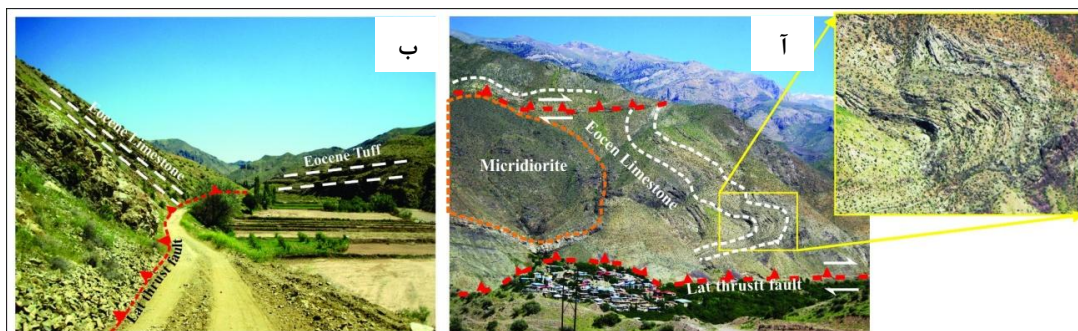 ب
Eocene Limestone
Eocene Tuff
Lat thrust fault
آ
Eocen Limestone
Micridiorite
Lat thrustt fault